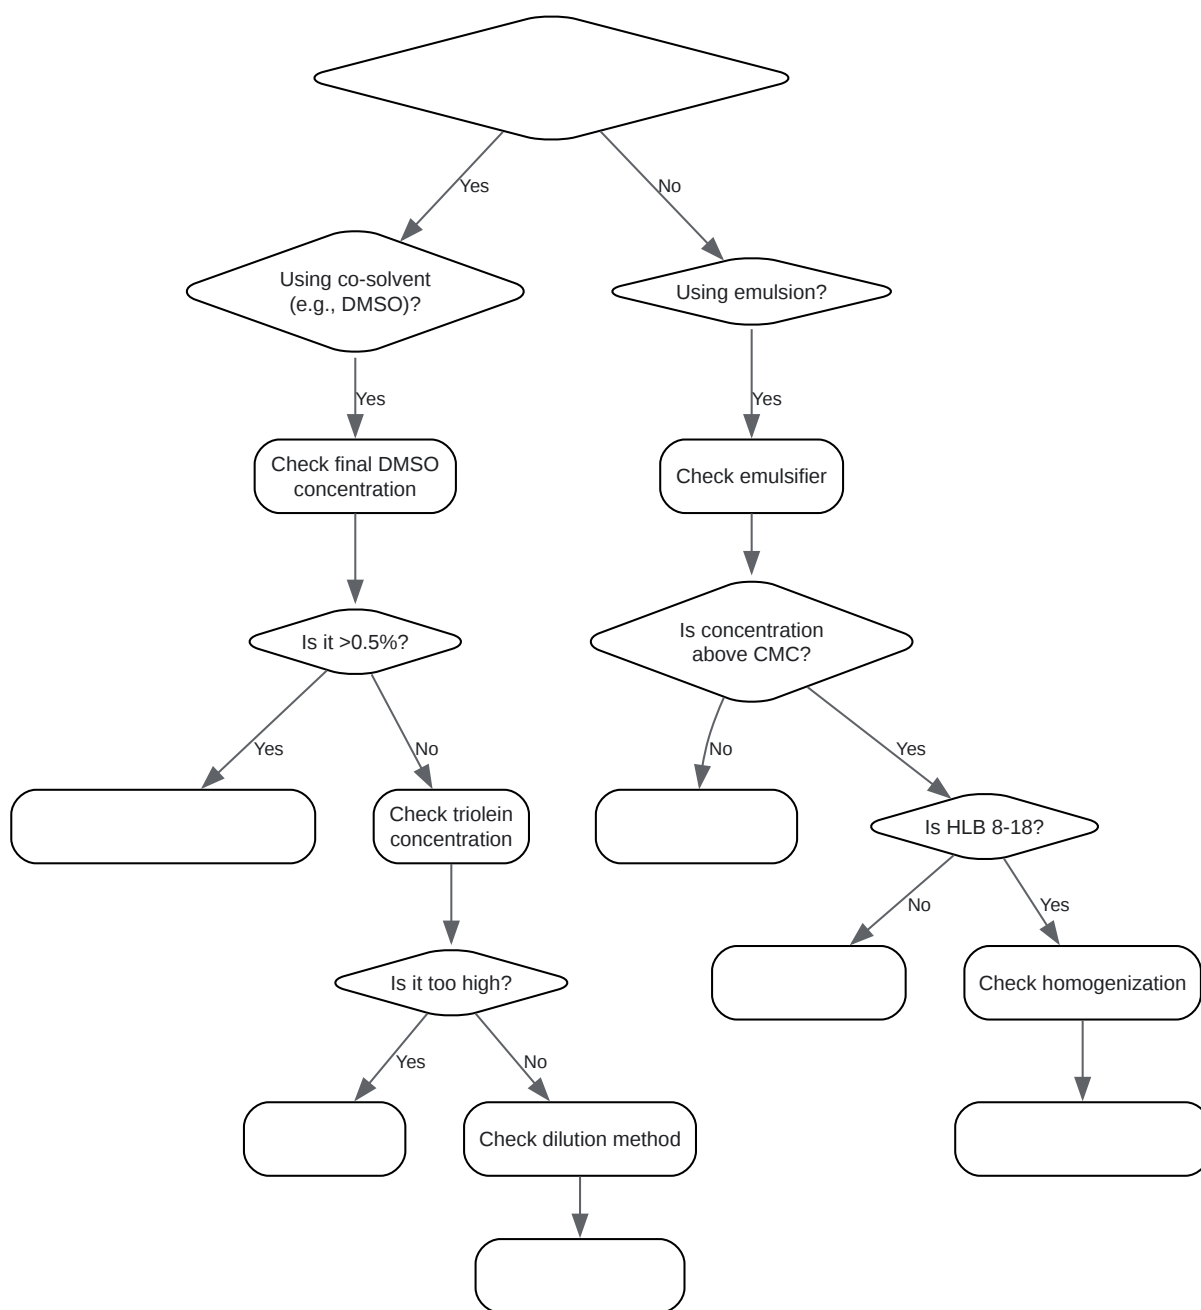 Yes
No
Using co-solvent
(e.g., DMSO)?
Using emulsion?
Yes
Yes
Check final DMSO
concentration
Check emulsifier
Is it >0.5%?
Is concentration
above CMC?
Yes
No
No
Yes
Check triolein
concentration
Is HLB 8-18?
No
Yes
Is it too high?
Check homogenization
Yes
No
Check dilution method